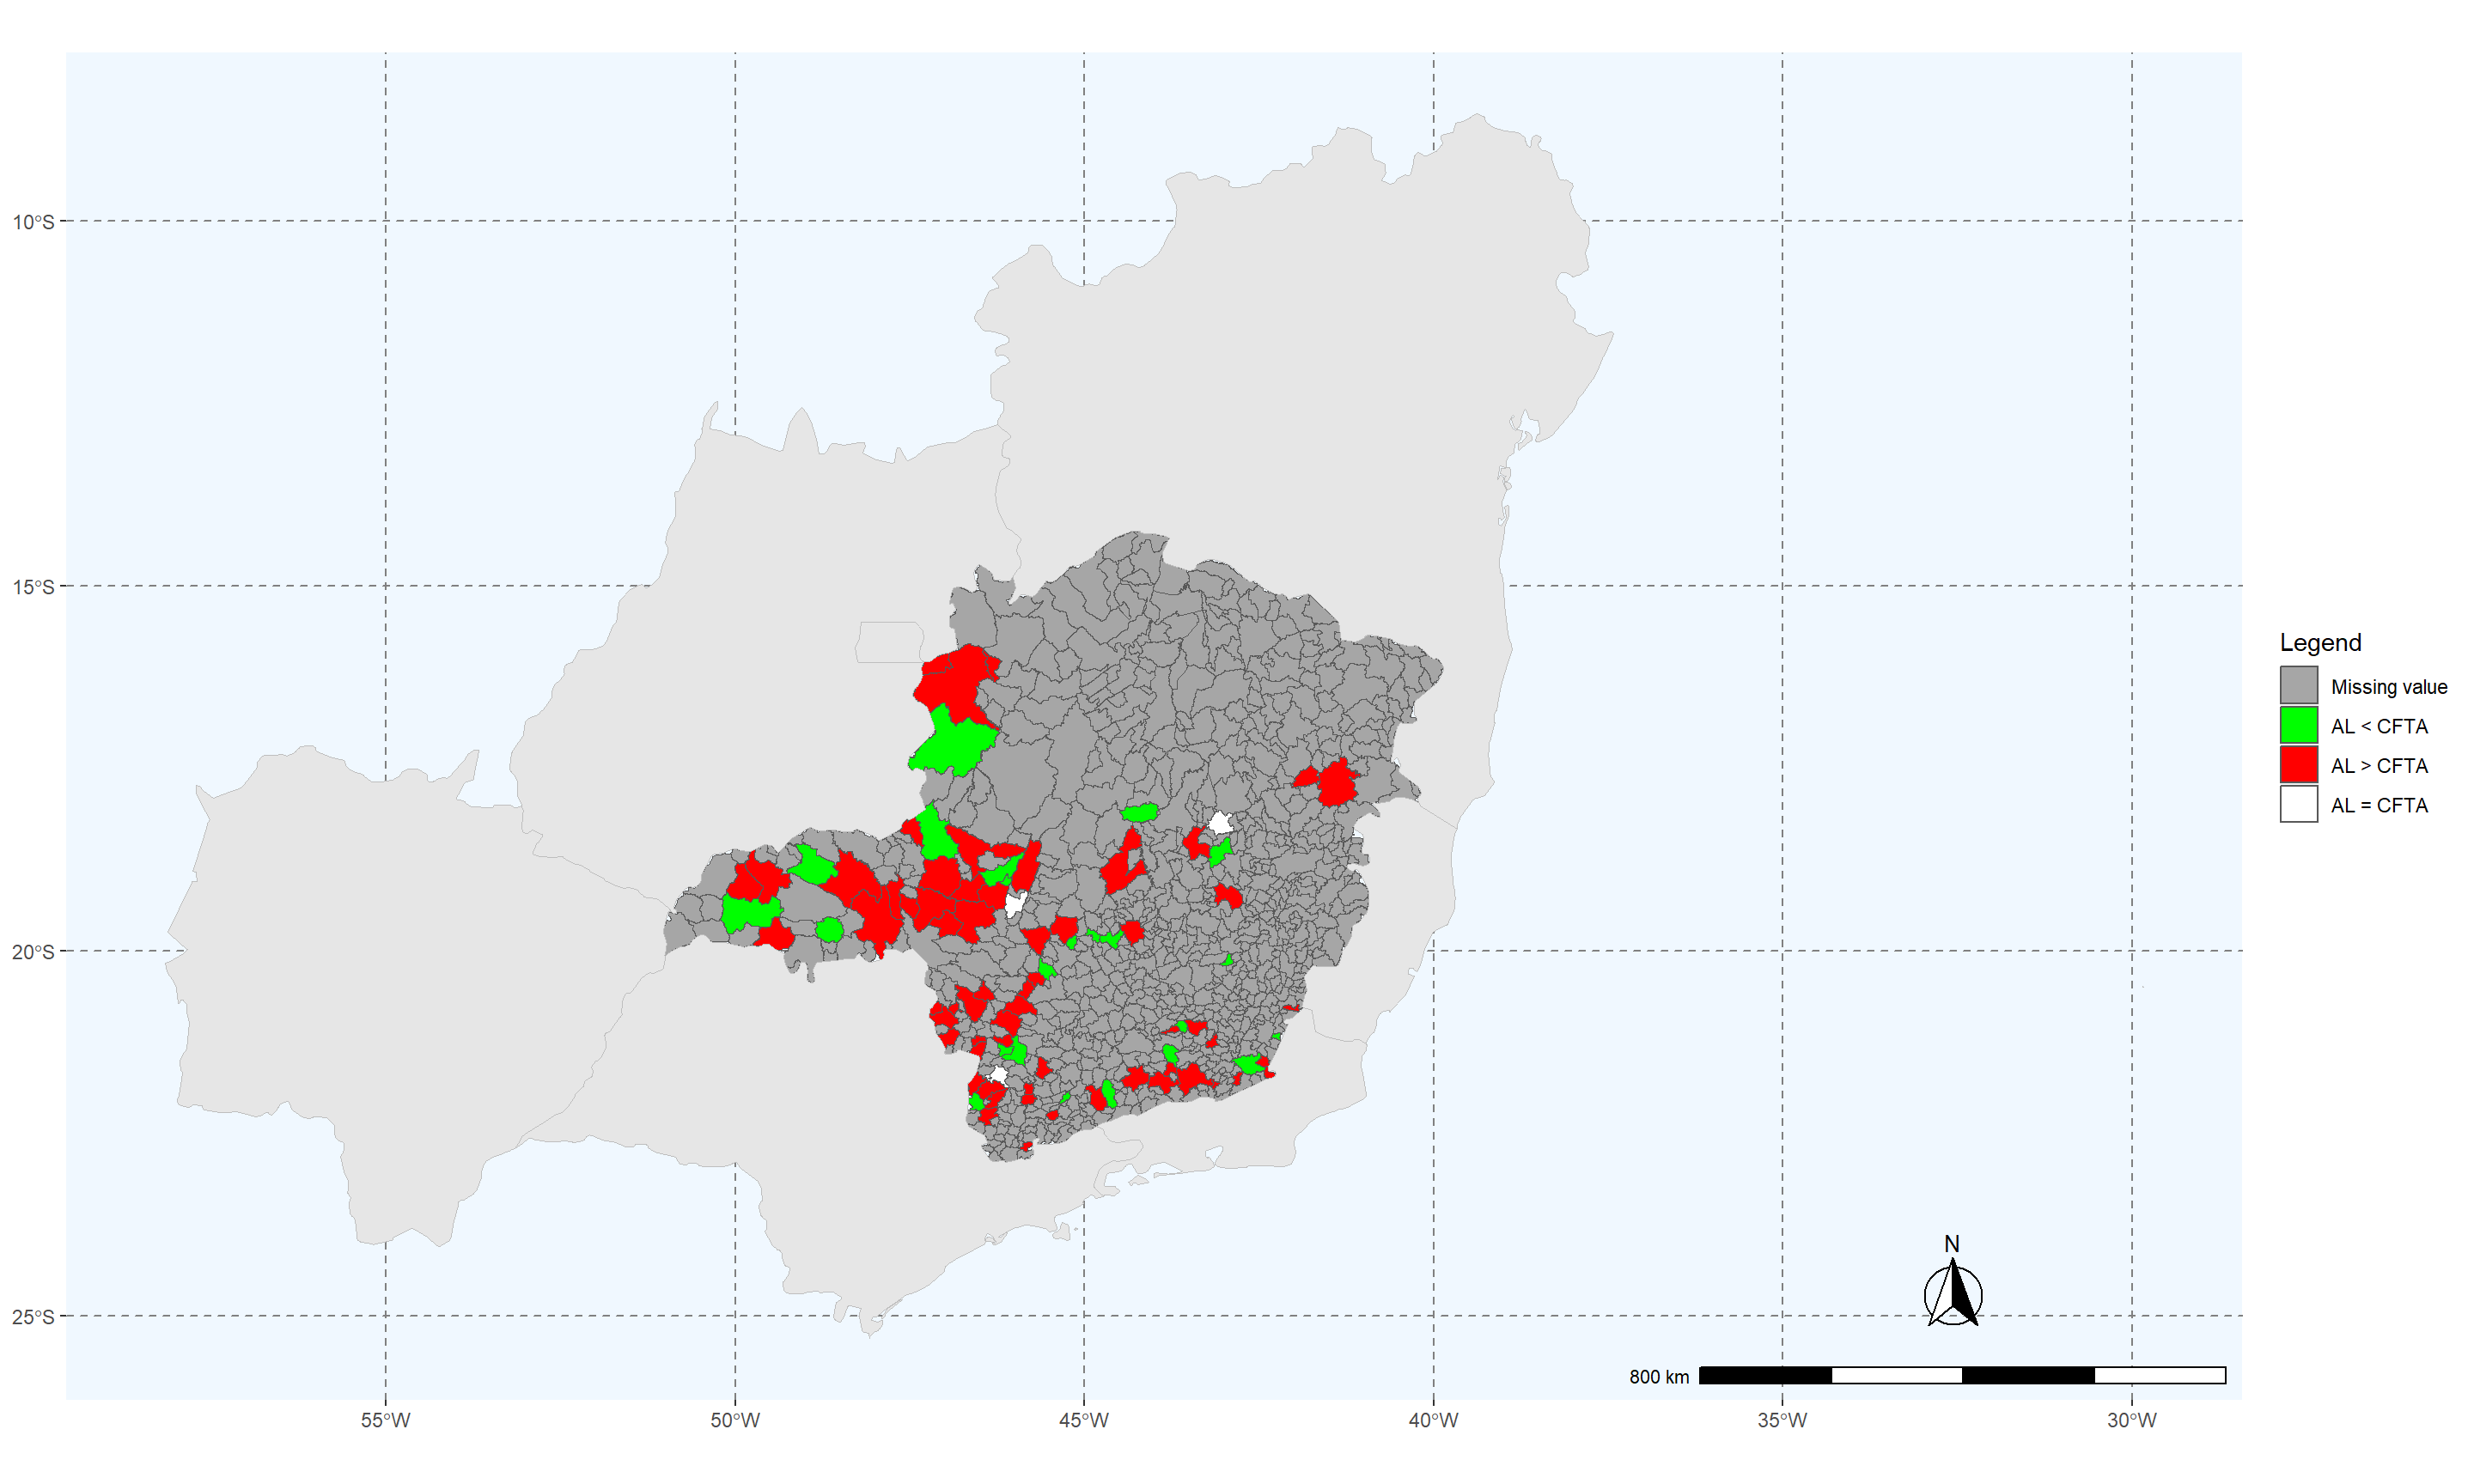 10°S
15°S
20°S
25°S
55°W
50°W
45°W
40°W
35°W
30°W
N
800 km
Legend
Missing value
AL < CFTA
AL > CFTA
AL = CFTA